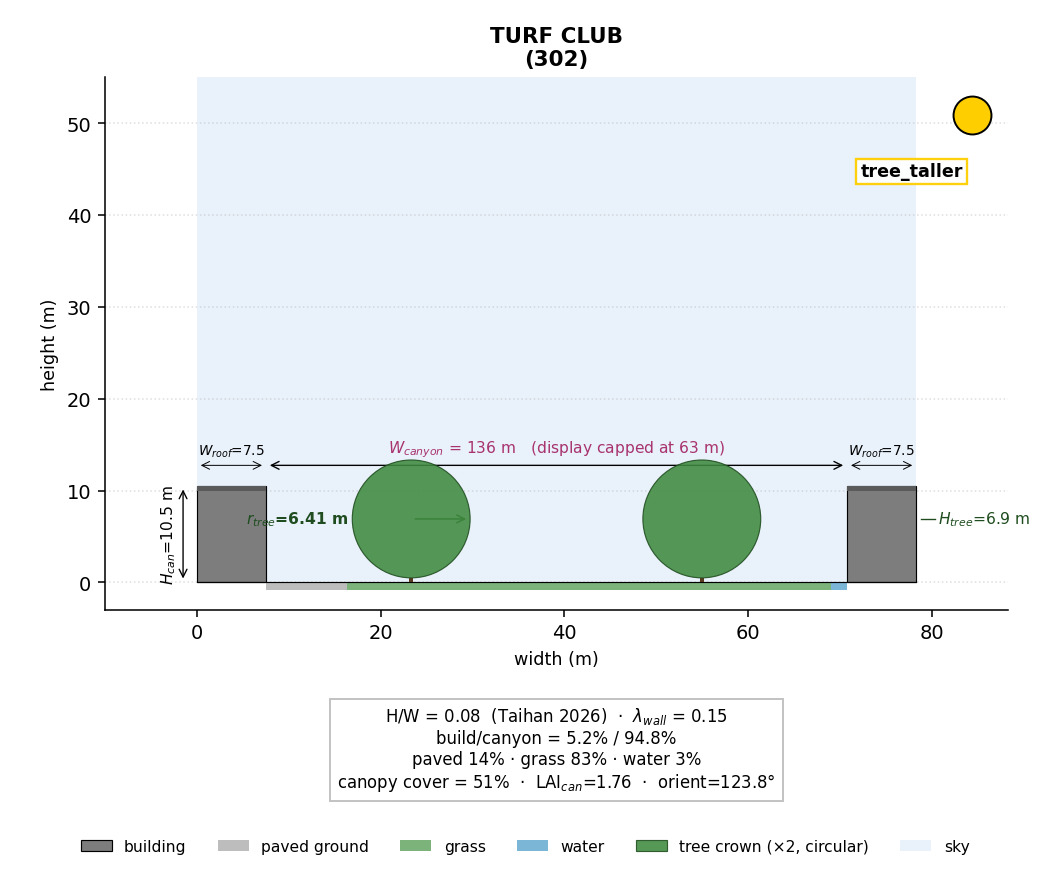 TURF CLUB
(302)
50
40
30
20
10
0
height (m)
tree_taller
W_roof=7.5
W_canyon = 136 m (display capped at 63 m)
W_roof=7.5
H_can=10.5 m
r_tree=6.41 m
H_tree=6.9 m
0 20 40 60 80
width (m)
H/W = 0.08 (Taihan 2026) · λ_wall = 0.15
build/canyon = 5.2% / 94.8%
paved 14% · grass 83% · water 3%
canopy cover = 51% · LAI_can=1.76 · orient=123.8°
building paved ground grass water tree crown (×2, circular) sky